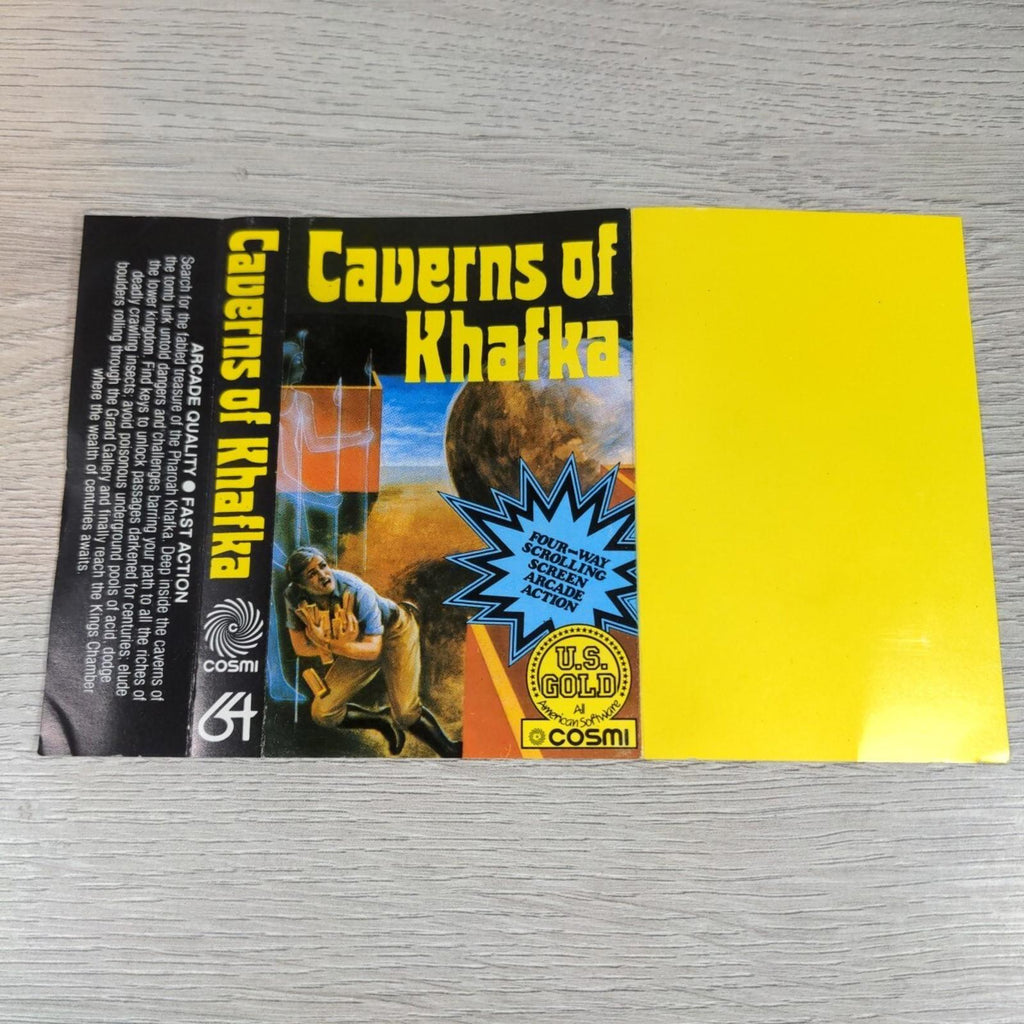 ARCADE QUALITY ● FAST ACTION
Search for the fabled treasure of the Pharoah Khafka. Deep inside the caverns of
the tomb lurk untold dangers and challenges barring your path to all the riches of
the lower kingdom. Find keys to unlock passages darkened for centuries; elude
deadly crawling insects; avoid poisonous underground pools of acid, dodge
boulders rolling through the Grand Gallery and finally reach the Kings Chamber
where the wealth of centuries awaits.
Caverns of Khafka
COSMI
64
Caverns of
Khafka
FOUR-WAY
SCROLLING
SCREEN
ARCADE
ACTION
U.S.
GOLD
All
American Software
COSMI